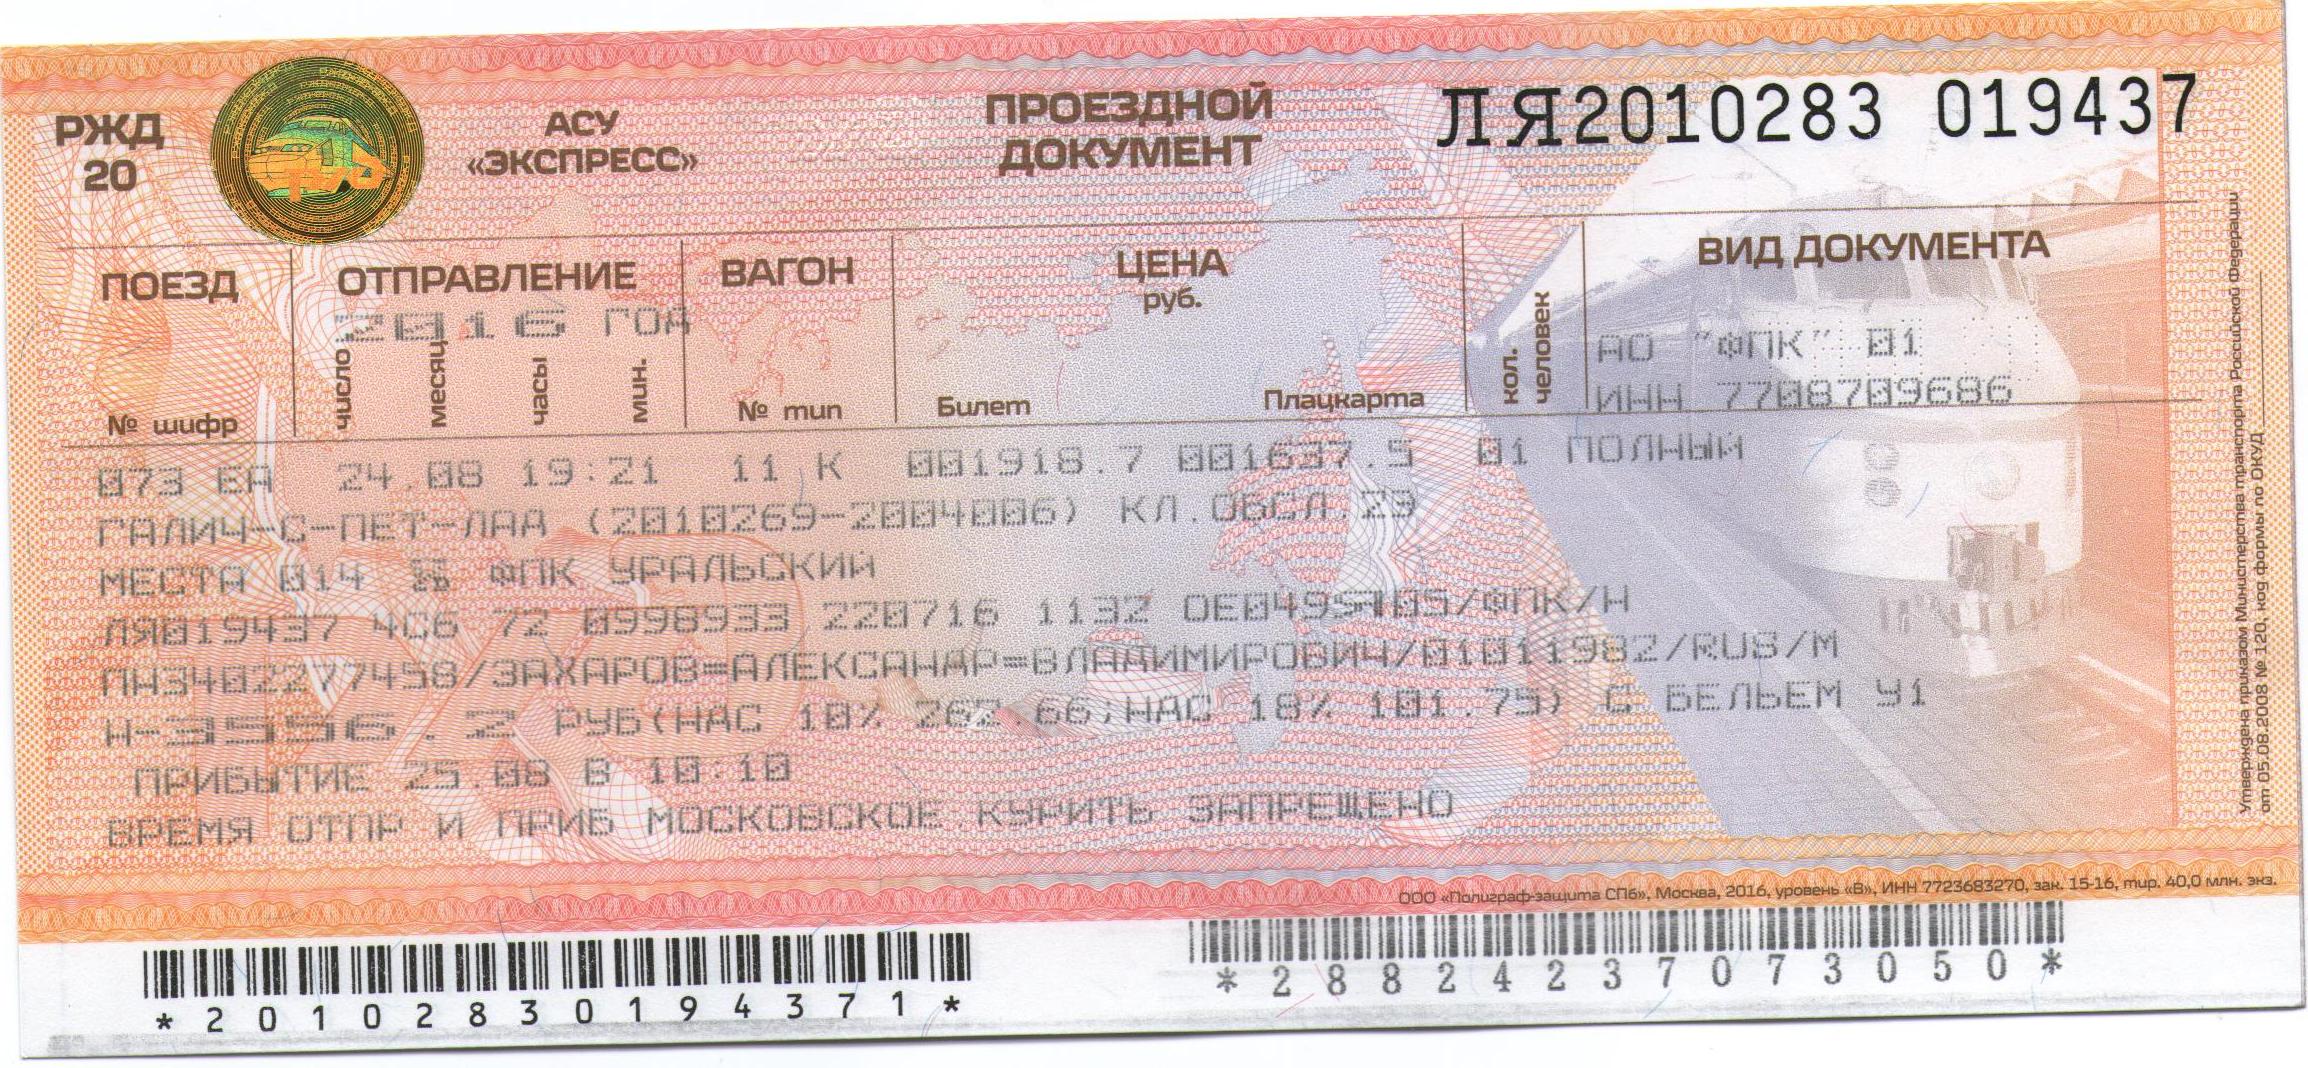 РЖД
20
АСУ
«ЭКСПРЕСС»
ПРОЕЗДНОЙ
ДОКУМЕНТ
ЛЯ2010283 019437
ПОЕЗД
ОТПРАВЛЕНИЕ
ВАГОН
ЦЕНА
руб.
ВИД ДОКУМЕНТА
2016 ГОД
№ шифр
число
месяц
часы
мин.
№ тип
Билет
Плацкарта
кол.
человек
АО "ФПК" 01
ИНН 7708709686
073 ЕА 24.08 19:21 11 К 001918.7 001637.5 01 ПОЛНЫЙ
ГАЛИЧ-С-ПЕТ-ЛАД (2010269-2004006) КЛ.ОБСЛ.2Э
МЕСТА 014 ФПК УРАЛЬСКИЙ
ЛЯ019437 4С6 72 0998933 220716 1132 /ФПК/Н
ПН3402277458/ЗАХАРОВ=АЛЕКСАНДР=ВЛАДИМИРОВИЧ/01011982/RUS/M
Н-3556.2 РУБ(НДС 10% 262.66;НДС 18% 101.75) С БЕЛЬЕМ У1
ПРИБЫТИЕ 25.08 В 10:10
ВРЕМЯ ОТПР И ПРИБ МОСКОВСКОЕ КУРИТЬ ЗАПРЕЩЕНО
Утверждена приказом Министерства транспорта Российской Федерации
от 05.08.2008 № 120, код формы по ОКУД
ООО «Полиграф-защита СПб», Москва, 2016, уровень «В», ИНН 7723683270, зак. 15-16, тир. 40,0 млн. экз.
*20102830194371*
*28824237073050*